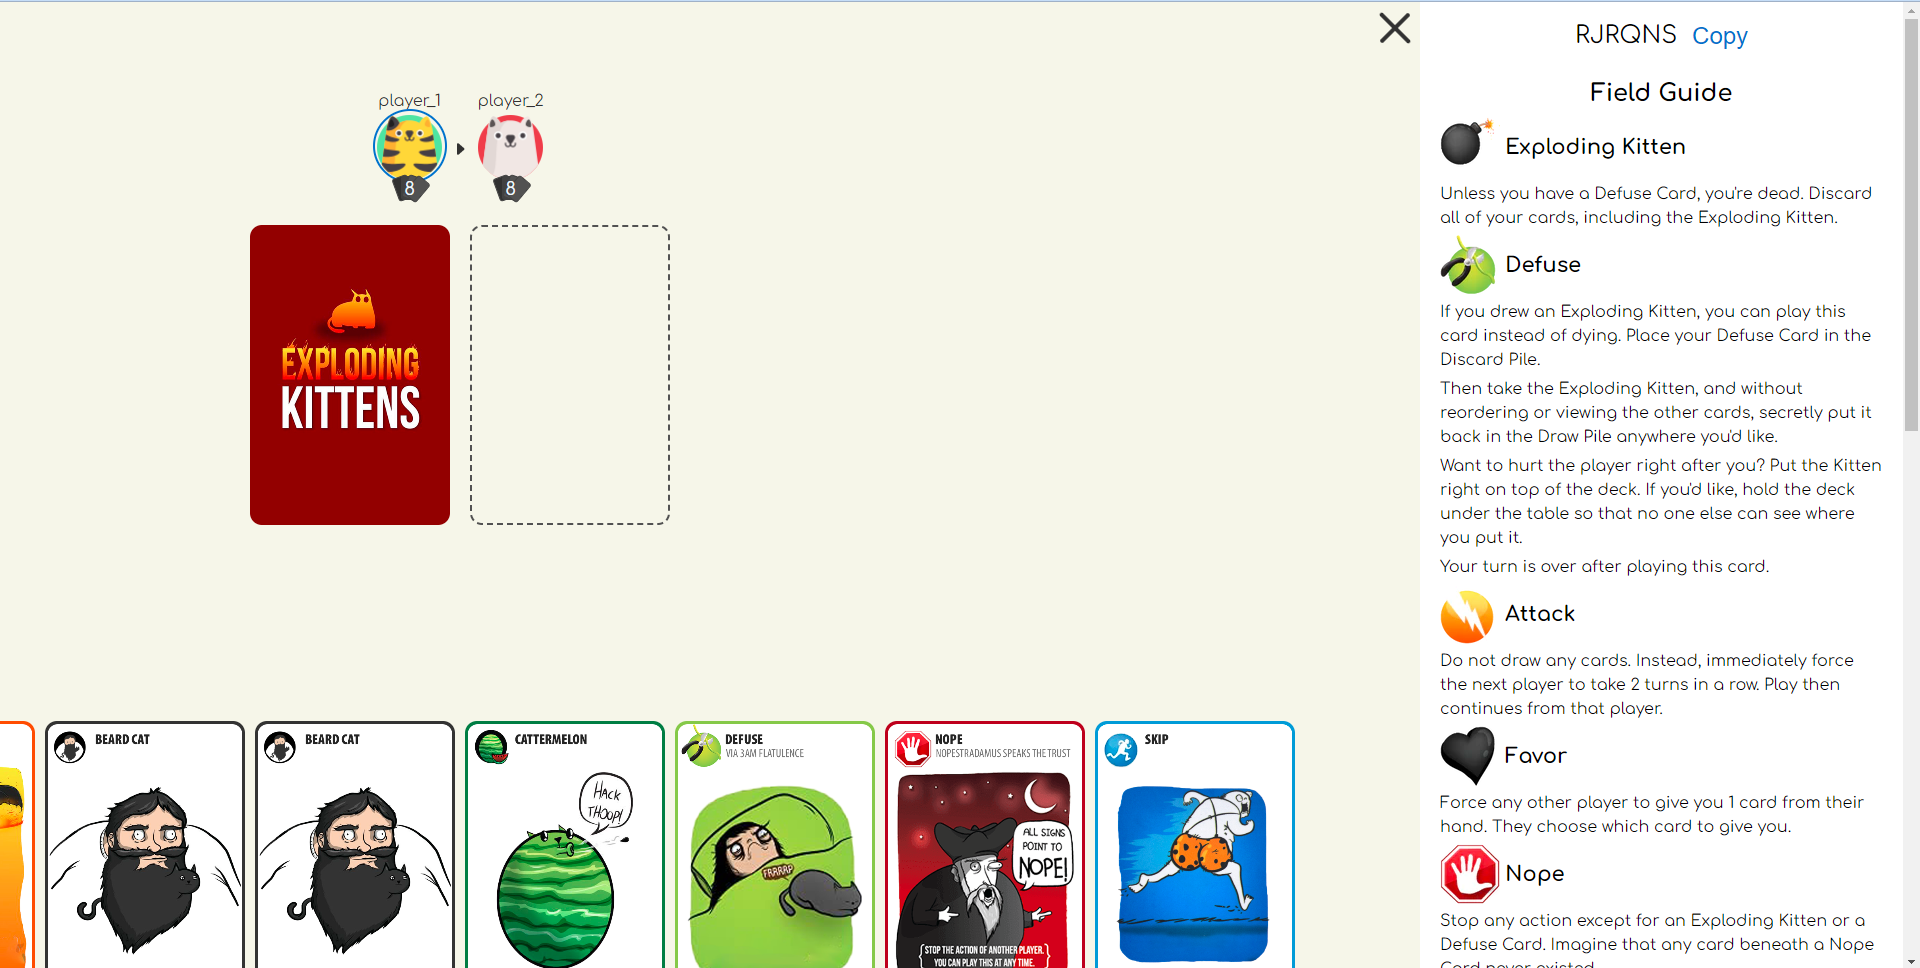 RJRQNS Copy
player_1 player_2
8 8
EXPLODING
KITTENS
BEARD CAT
BEARD CAT
CATTERMELON
HACK
THOOP!
DEFUSE
VIA 3AM FLATULENCE
FRRRRP
NOPE
NOPESTRADAMUS SPEAKS THE TRUST
ALL SIGNS
POINT TO
NOPE!
STOP THE ACTION OF ANOTHER PLAYER.
YOU CAN PLAY THIS AT ANY TIME.
SKIP
Field Guide
Exploding Kitten
Unless you have a Defuse Card, you're dead. Discard
all of your cards, including the Exploding Kitten.
Defuse
If you drew an Exploding Kitten, you can play this
card instead of dying. Place your Defuse Card in the
Discard Pile.
Then take the Exploding Kitten, and without
reordering or viewing the other cards, secretly put it
back in the Draw Pile anywhere you'd like.
Want to hurt the player right after you? Put the Kitten
right on top of the deck. If you'd like, hold the deck
under the table so that no one else can see where
you put it.
Your turn is over after playing this card.
Attack
Do not draw any cards. Instead, immediately force
the next player to take 2 turns in a row. Play then
continues from that player.
Favor
Force any other player to give you 1 card from their
hand. They choose which card to give you.
Nope
Stop any action except for an Exploding Kitten or a
Defuse Card. Imagine that any card beneath a Nope
Card never existed